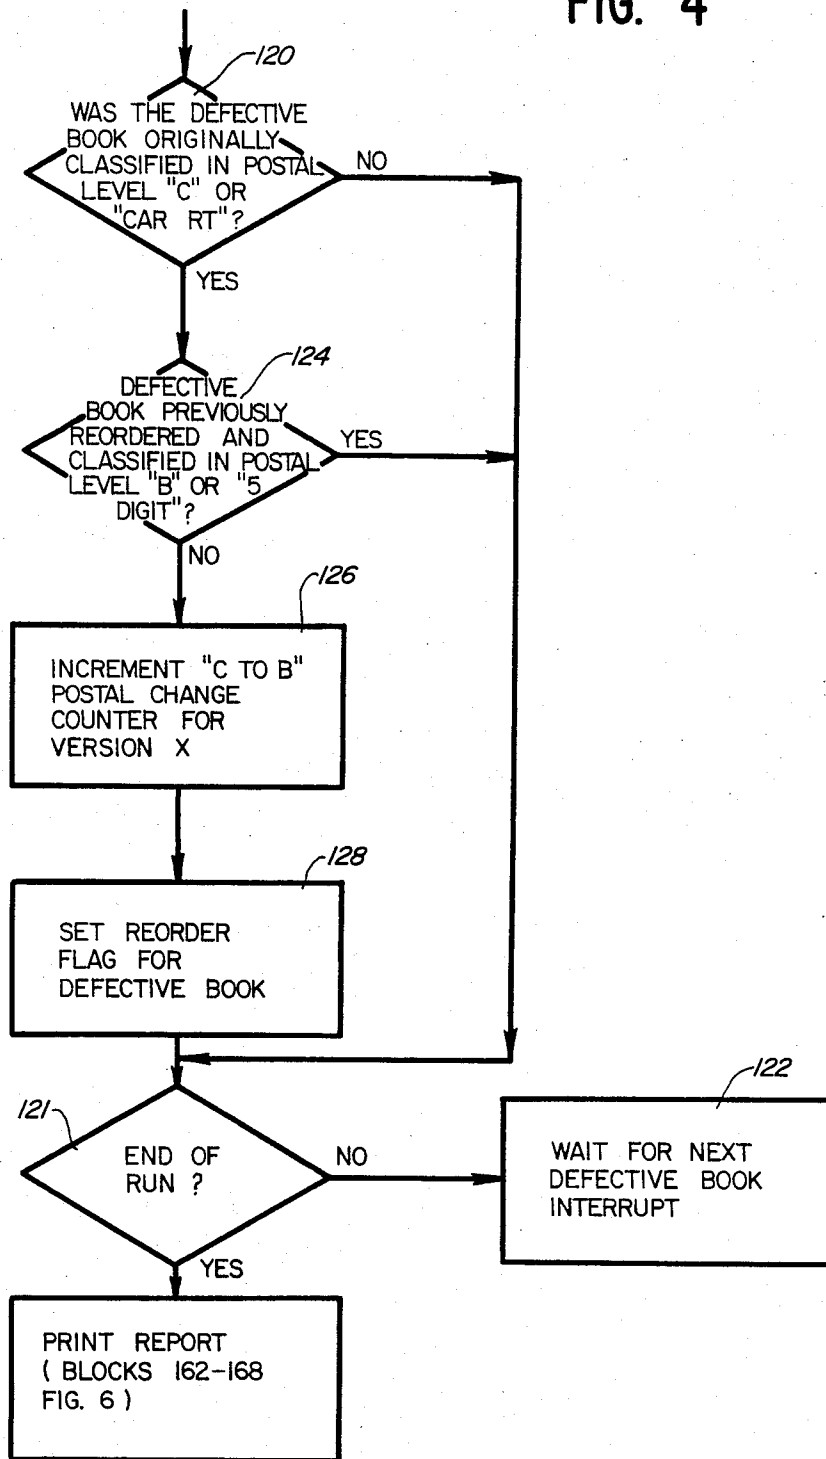 FIG. 4
120
WAS THE DEFECTIVE
BOOK ORIGINALLY
CLASSIFIED IN POSTAL
LEVEL "C" OR
"CAR RT"?
NO
YES
124
DEFECTIVE
BOOK PREVIOUSLY
REORDERED AND
CLASSIFIED IN POSTAL
LEVEL "B" OR "5
DIGIT"?
YES
NO
126
INCREMENT "C TO B"
POSTAL CHANGE
COUNTER FOR
VERSION X
128
SET REORDER
FLAG FOR
DEFECTIVE BOOK
121
END OF
RUN ?
NO
122
WAIT FOR NEXT
DEFECTIVE BOOK
INTERRUPT
YES
PRINT REPORT
( BLOCKS 162-168
FIG. 6 )